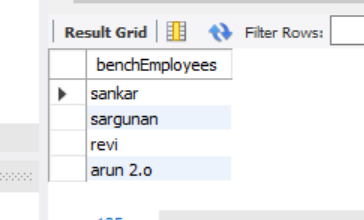 Result Grid Filter Rows:
benchEmployees
sankar
sargunan
revi
arun 2.o